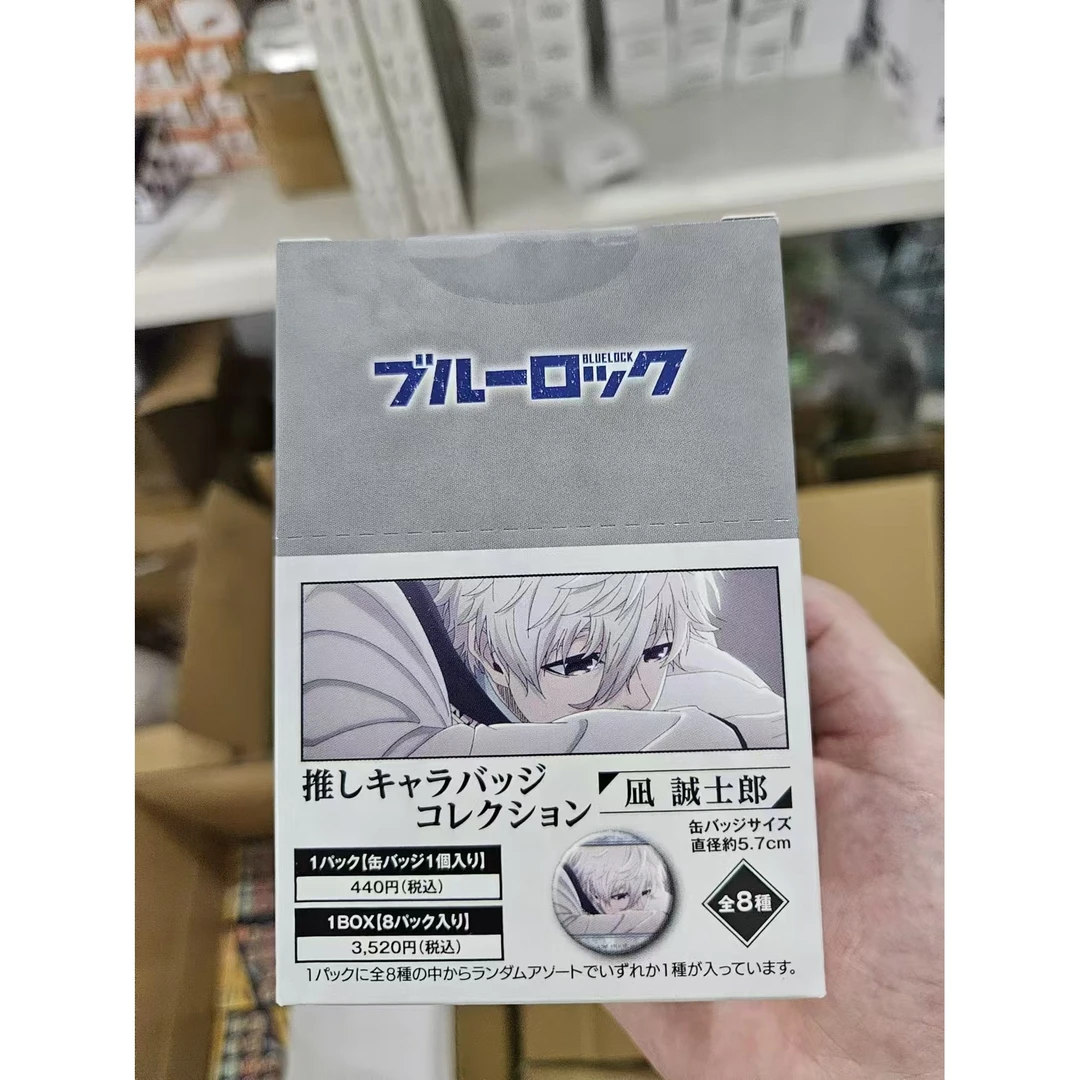 ブルーロック
BLUELOCK
推しキャラバッジ
コレクション
凪 誠士郎
缶バッジサイズ
直径約5.7cm
1パック【缶バッジ1個入り】
440円(税込)
1BOX【8パック入り】
3,520円(税込)
全8種
1パックに全8種の中からランダムアソートでいずれか1種が入っています。